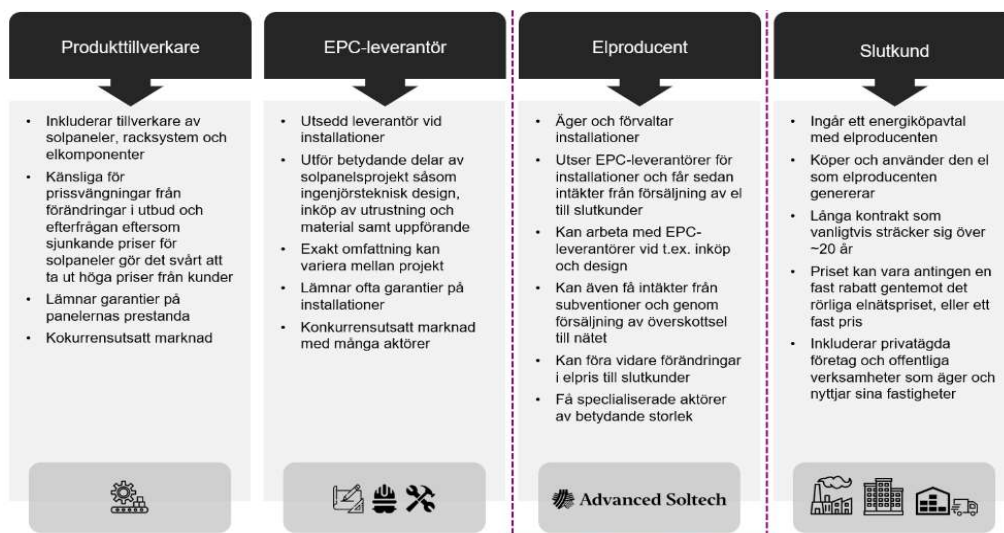 Produkttillverkare
• Inkluderar tillverkare av
solpaneler, racksystem och
elkomponenter
• Känsliga för
prissvängningar från
förändringar i utbud och
efterfrågan eftersom
sjunkande priser för
solpaneler gör det svårt att
ta ut höga priser från kunder
• Lämnar garantier på
panelernas prestanda
• Kokurrensutsatt marknad
EPC-leverantör
• Utsedd leverantör vid
installationer
• Utför betydande delar av
solpanelsprojekt såsom
ingenjörsteknisk design,
inköp av utrustning och
material samt uppförande
• Exakt omfattning kan
variera mellan projekt
• Lämnar ofta garantier på
installationer
• Konkurrensutsatt marknad
med många aktörer
Elproducent
• Äger och förvaltar
installationer
• Utser EPC-leverantörer för
installationer och får sedan
intäkter från försäljning av el
till slutkunder
• Kan arbeta med EPC-
leverantörer vid t.ex. inköp
och design
• Kan även få intäkter från
subventioner och genom
försäljning av överskottsel
till nätet
• Kan föra vidare förändringar
i elpris till slutkunder
• Få speclialiserade aktörer
av betydande storlek
Advanced Soltech
Slutkund
• Ingår ett energiköpavtal
med elproducenten
• Köper och använder den el
som elproducenten
genererar
• Långa kontrakt som
vanligtvis sträcker sig över
~20 år
• Priset kan vara antingen en
fast rabatt gentemot det
rörliga elnätspriset, eller ett
fast pris
• Inkluderar privatägda
företag och offentliga
verksamheter som äger och
nyttjar sina fastigheter